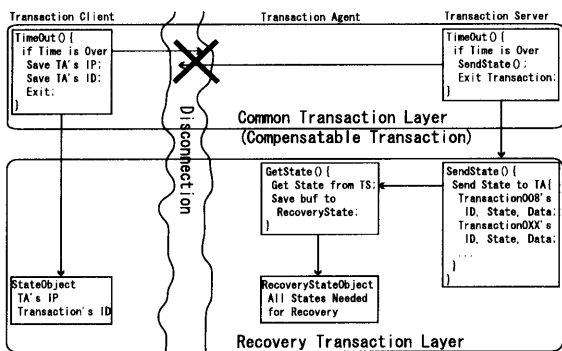 Transaction Client
Transaction Agent
Transaction Server
TimeOut() {
if Time is Over
Save TA's IP;
Save TA's ID;
Exit;
}
TimeOut() {
if Time is Over
SendState();
Exit Transaction;
}
Disconnection
Common Transaction Layer
(Compensatable Transaction)
GetState() {
Get State from TS;
Save buf to
RecoveryState;
}
SendState() {
Send State to TA{
Transaction008's
ID, State, Data;
Transaction0XX's
ID, State, Data;
...
}
}
StateObject
TA's IP
Transaction's ID
RecoveryStateObject
All States Needed
for Recovery
Recovery Transaction Layer